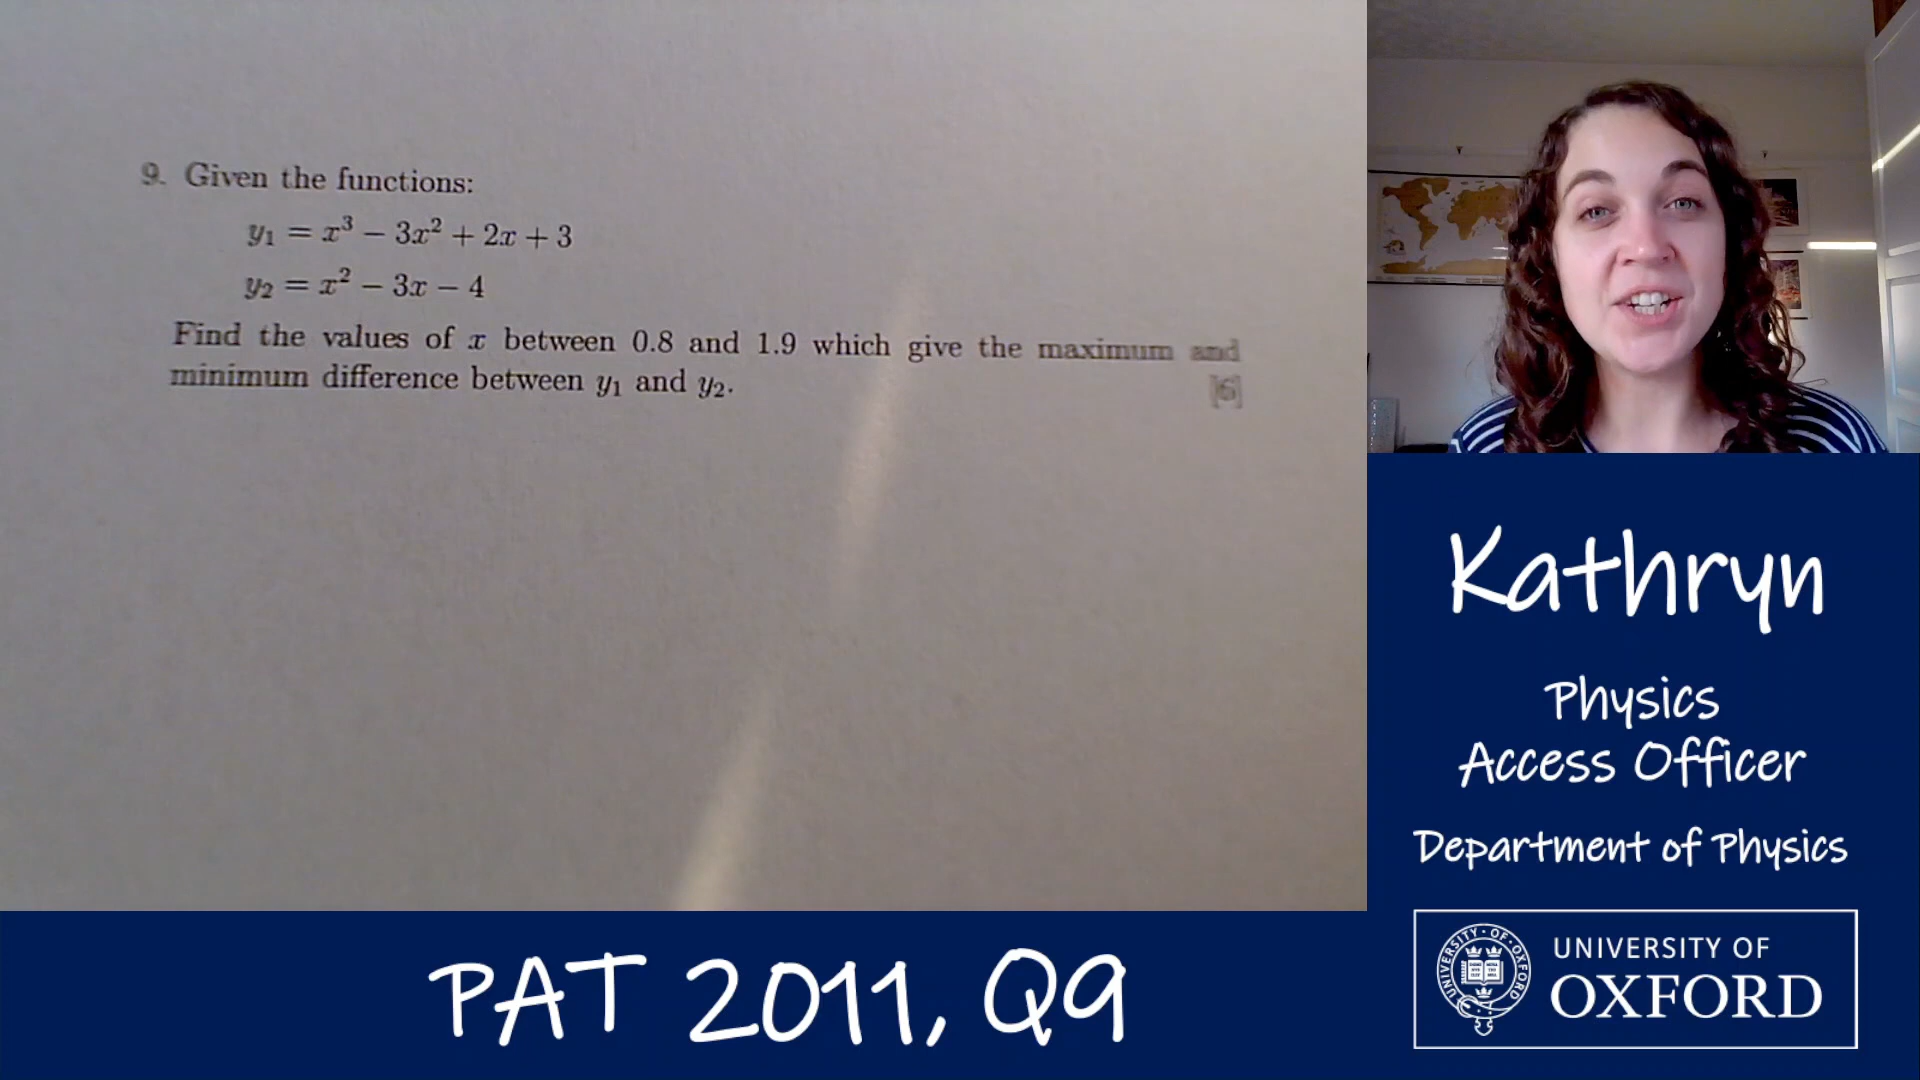 9. Given the functions:
y₁ = x³ − 3x² + 2x + 3
y₂ = x² − 3x − 4
Find the values of x between 0.8 and 1.9 which give the maximum and
minimum difference between y₁ and y₂.
[6]
Kathryn
Physics
Access Officer
Department of Physics
UNIVERSITY OF
OXFORD
PAT 2011, Q9